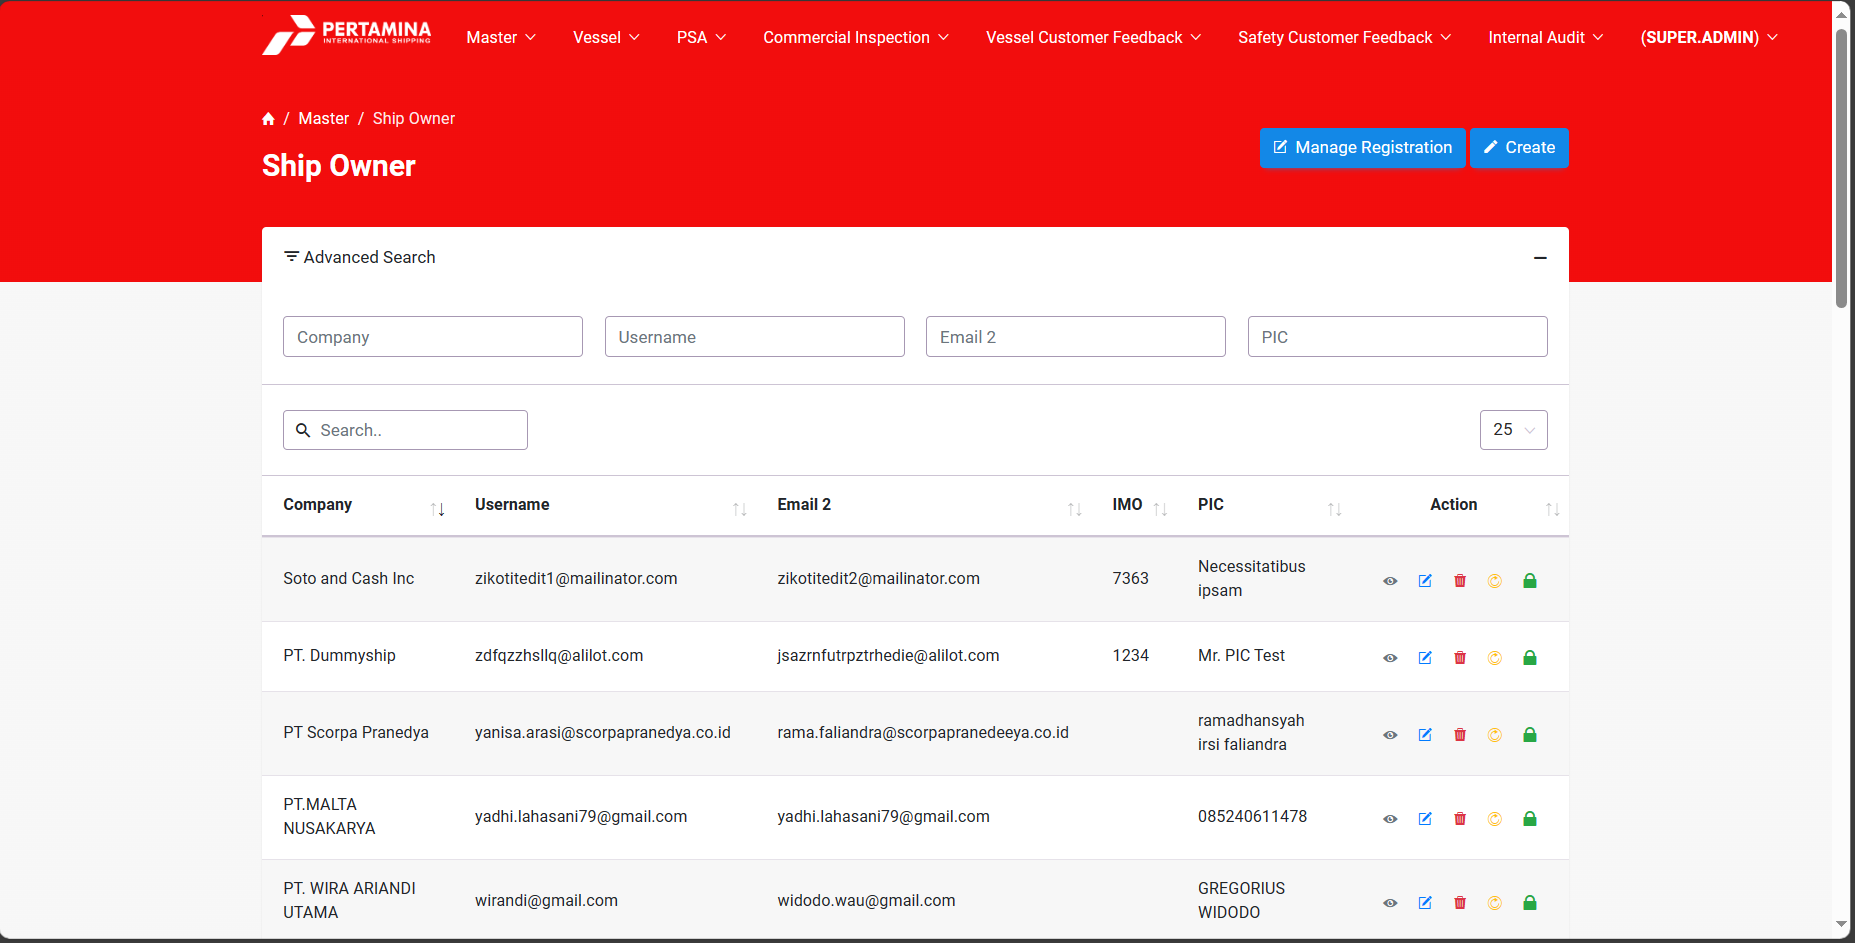 PERTAMINA
INTERNATIONAL SHIPPING
Master
Vessel
PSA
Commercial Inspection
Vessel Customer Feedback
Safety Customer Feedback
Internal Audit
(SUPER.ADMIN)
/ Master / Ship Owner
Ship Owner
Manage Registration
Create
Advanced Search
Company
Username
Email 2
PIC
Search..
25
Company Username Email 2 IMO PIC Action
Soto and Cash Inc zikotitedit1@mailinator.com zikotitedit2@mailinator.com 7363 Necessitatibus
ipsam
PT. Dummyship zdfqzzhsllq@alilot.com jsazrnfutrpztrhedie@alilot.com 1234 Mr. PIC Test
PT Scorpa Pranedya yanisa.arasi@scorpapranedya.co.id rama.faliandra@scorpapranedeeya.co.id ramadhansyah
irsi faliandra
PT.MALTA
NUSAKARYA yadhi.lahasani79@gmail.com yadhi.lahasani79@gmail.com 085240611478
PT. WIRA ARIANDI
UTAMA wirandi@gmail.com widodo.wau@gmail.com GREGORIUS
WIDODO